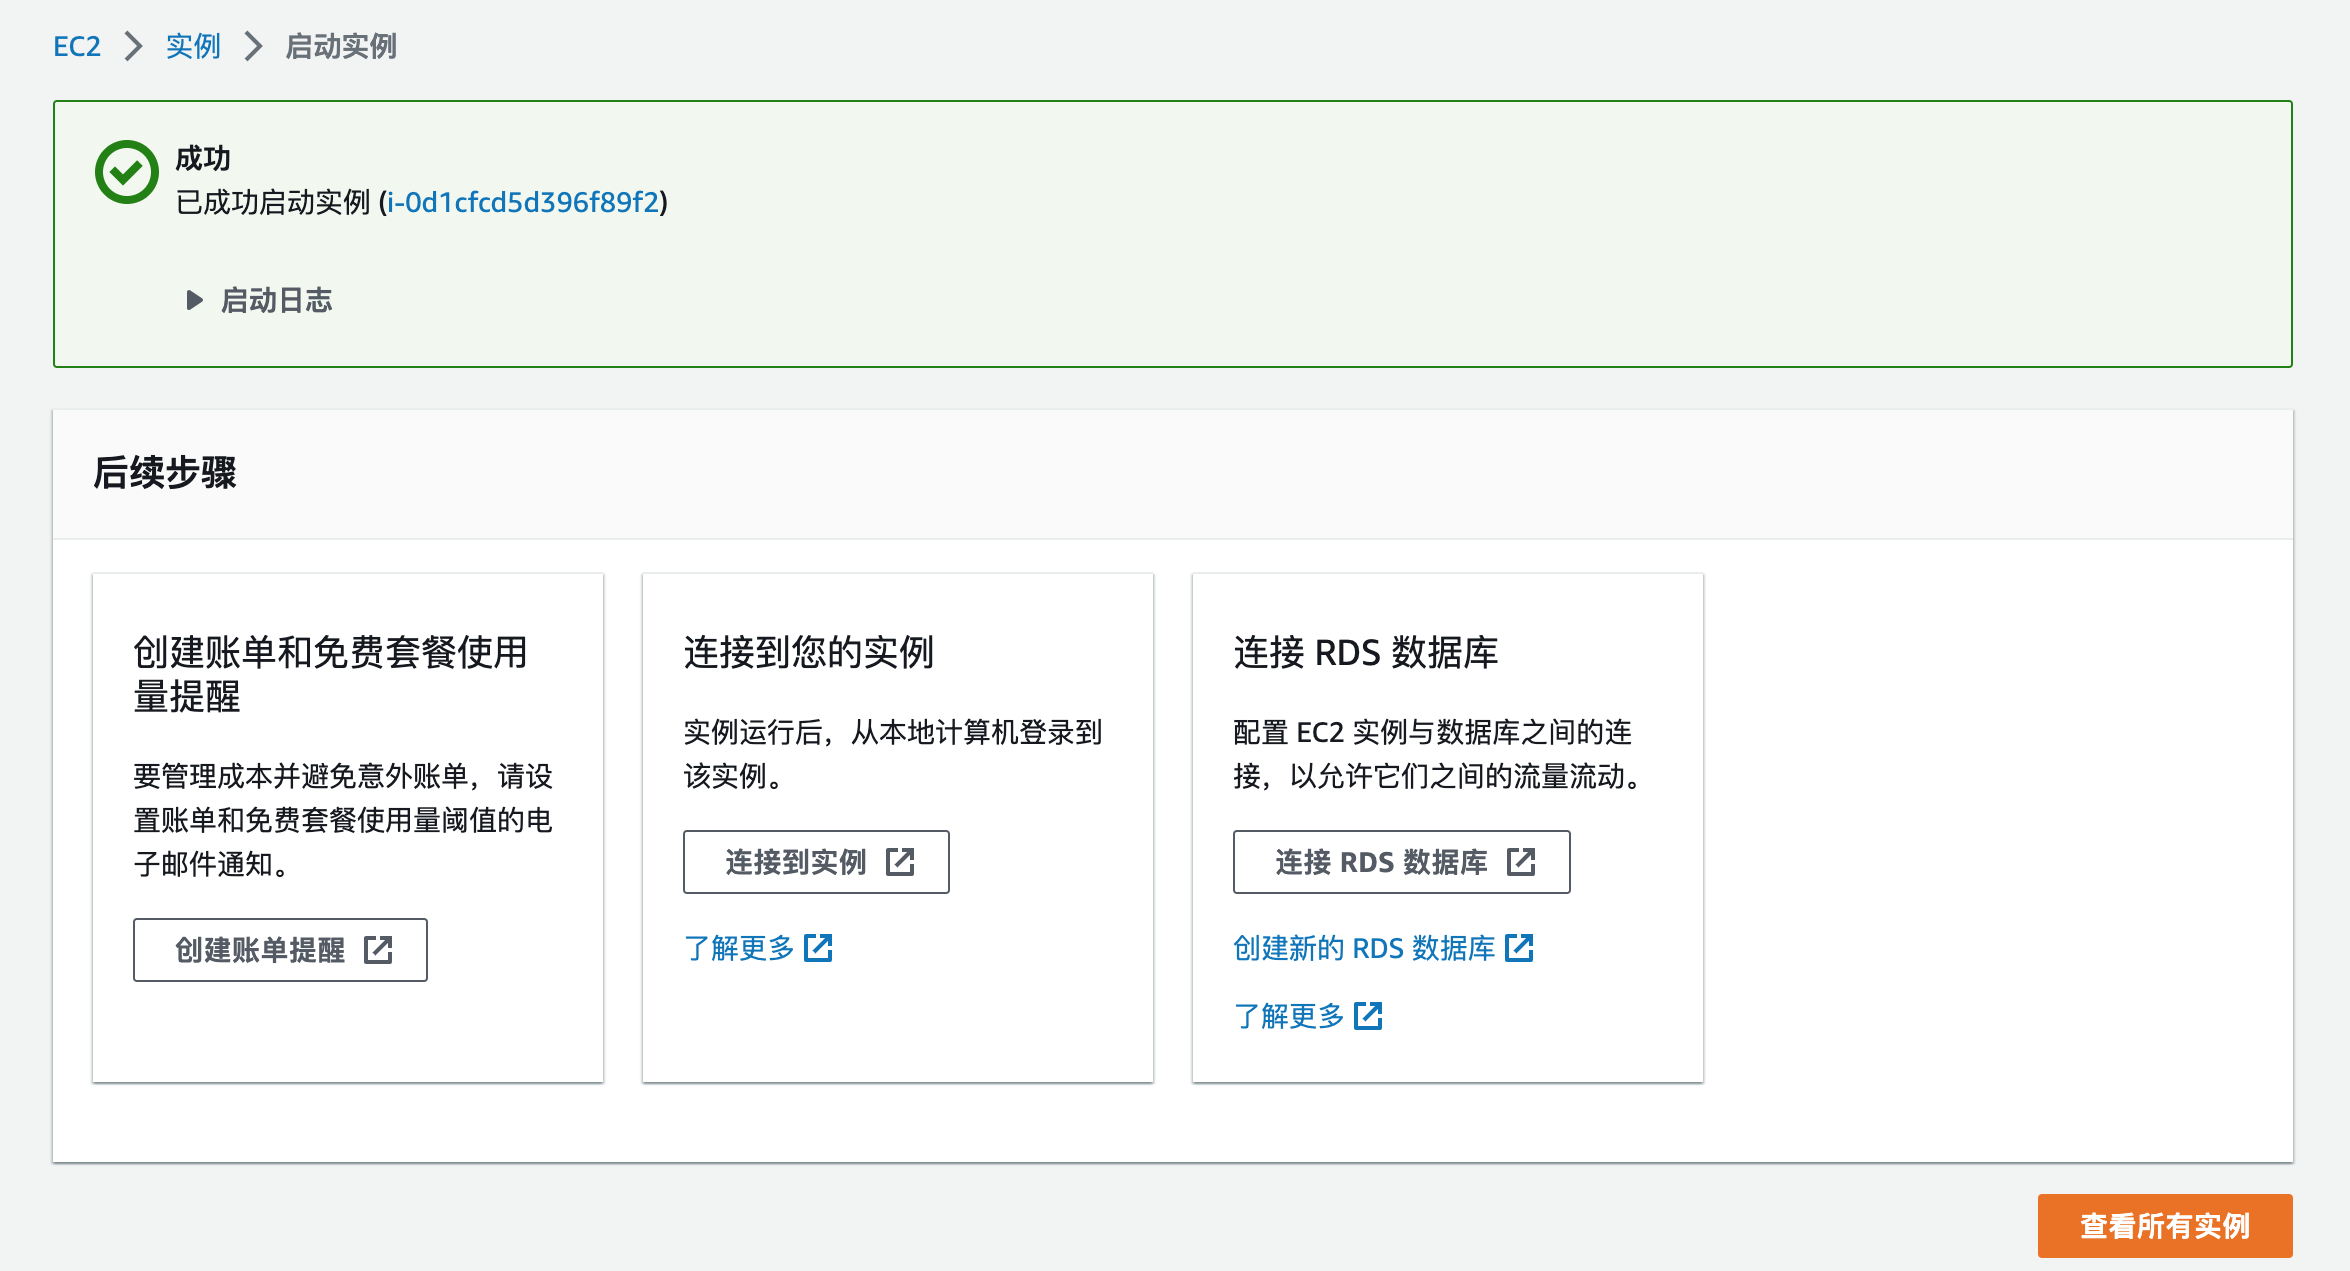 EC2 实例 启动实例
成功
已成功启动实例 (i-0d1cfcd5d396f89f2)
启动日志
后续步骤
创建账单和免费套餐使用
量提醒
要管理成本并避免意外账单，请设
置账单和免费套餐使用量阈值的电
子邮件通知。
创建账单提醒
连接到您的实例
实例运行后，从本地计算机登录到
该实例。
连接到实例
了解更多
连接 RDS 数据库
配置 EC2 实例与数据库之间的连
接，以允许它们之间的流量流动。
连接 RDS 数据库
创建新的 RDS 数据库
了解更多
查看所有实例